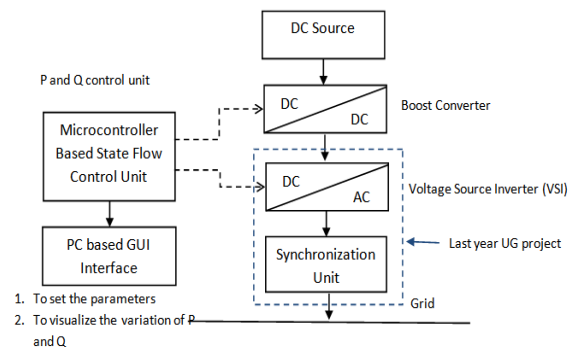 DC Source
P and Q control unit
DC
DC
Boost Converter
Microcontroller
Based State Flow
Control Unit
DC
AC
Voltage Source Inverter (VSI)
PC based GUI
Interface
Synchronization
Unit
Last year UG project
1. To set the parameters
2. To visualize the variation of P
and Q
Grid